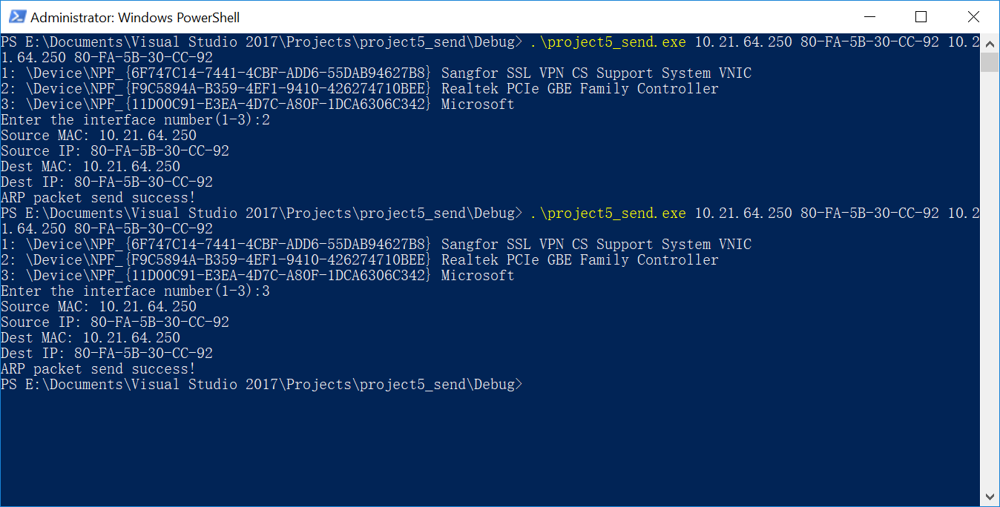 Administrator: Windows PowerShell
PS E:\Documents\Visual Studio 2017\Projects\project5_send\Debug> .\project5_send.exe 10.21.64.250 80-FA-5B-30-CC-92 10.2
1.64.250 80-FA-5B-30-CC-92
1: \Device\NPF_{6F747C14-7441-4CBF-ADD6-55DAB94627B8} Sangfor SSL VPN CS Support System VNIC
2: \Device\NPF_{F9C5894A-B359-4EF1-9410-426274710BEE} Realtek PCIe GBE Family Controller
3: \Device\NPF_{11D00C91-E3EA-4D7C-A80F-1DCA6306C342} Microsoft
Enter the interface number(1-3):2
Source MAC: 10.21.64.250
Source IP: 80-FA-5B-30-CC-92
Dest MAC: 10.21.64.250
Dest IP: 80-FA-5B-30-CC-92
ARP packet send success!
PS E:\Documents\Visual Studio 2017\Projects\project5_send\Debug> .\project5_send.exe 10.21.64.250 80-FA-5B-30-CC-92 10.2
1.64.250 80-FA-5B-30-CC-92
1: \Device\NPF_{6F747C14-7441-4CBF-ADD6-55DAB94627B8} Sangfor SSL VPN CS Support System VNIC
2: \Device\NPF_{F9C5894A-B359-4EF1-9410-426274710BEE} Realtek PCIe GBE Family Controller
3: \Device\NPF_{11D00C91-E3EA-4D7C-A80F-1DCA6306C342} Microsoft
Enter the interface number(1-3):3
Source MAC: 10.21.64.250
Source IP: 80-FA-5B-30-CC-92
Dest MAC: 10.21.64.250
Dest IP: 80-FA-5B-30-CC-92
ARP packet send success!
PS E:\Documents\Visual Studio 2017\Projects\project5_send\Debug>